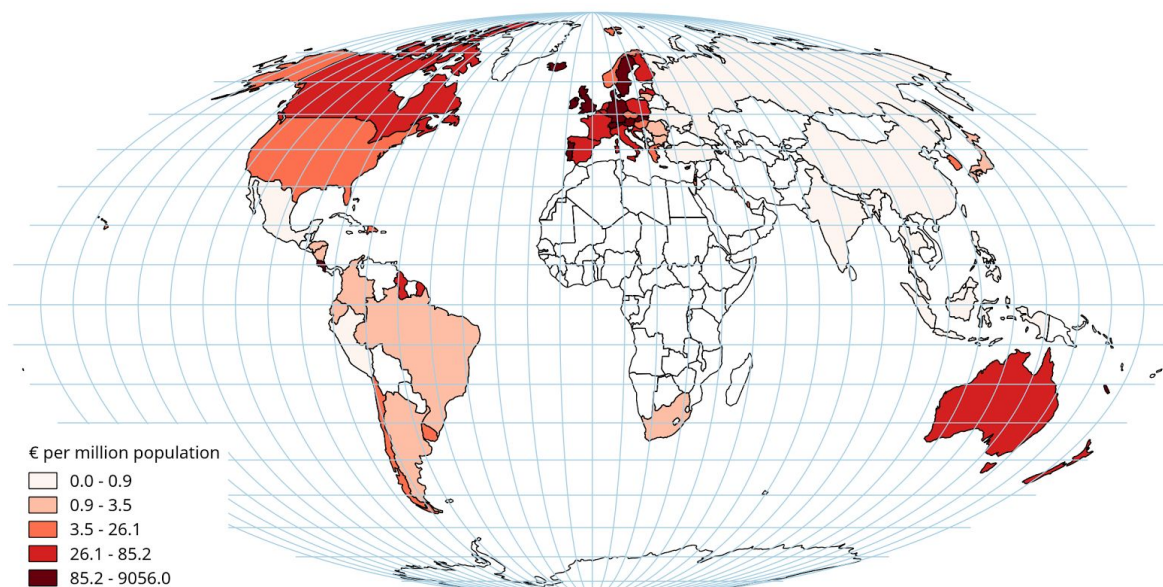 € per million population
0.0 - 0.9
0.9 - 3.5
3.5 - 26.1
26.1 - 85.2
85.2 - 9056.0